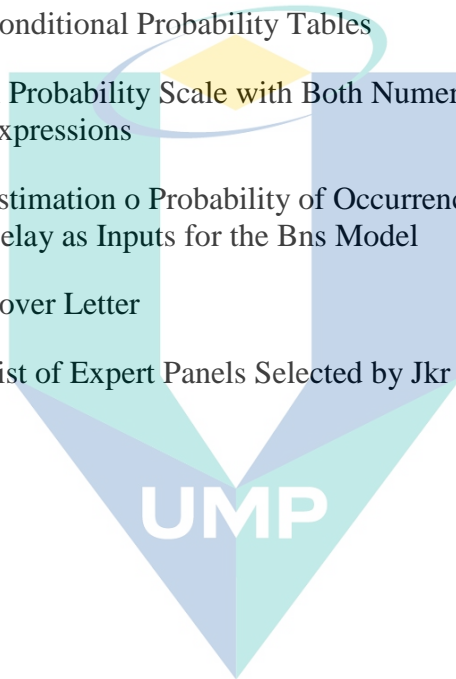 onditional Probability Tables
Probability Scale with Both Numer
xpressions
stimation o Probability of Occurrenc
elay as Inputs for the Bns Model
over Letter
ist of Expert Panels Selected by Jkr
UMP